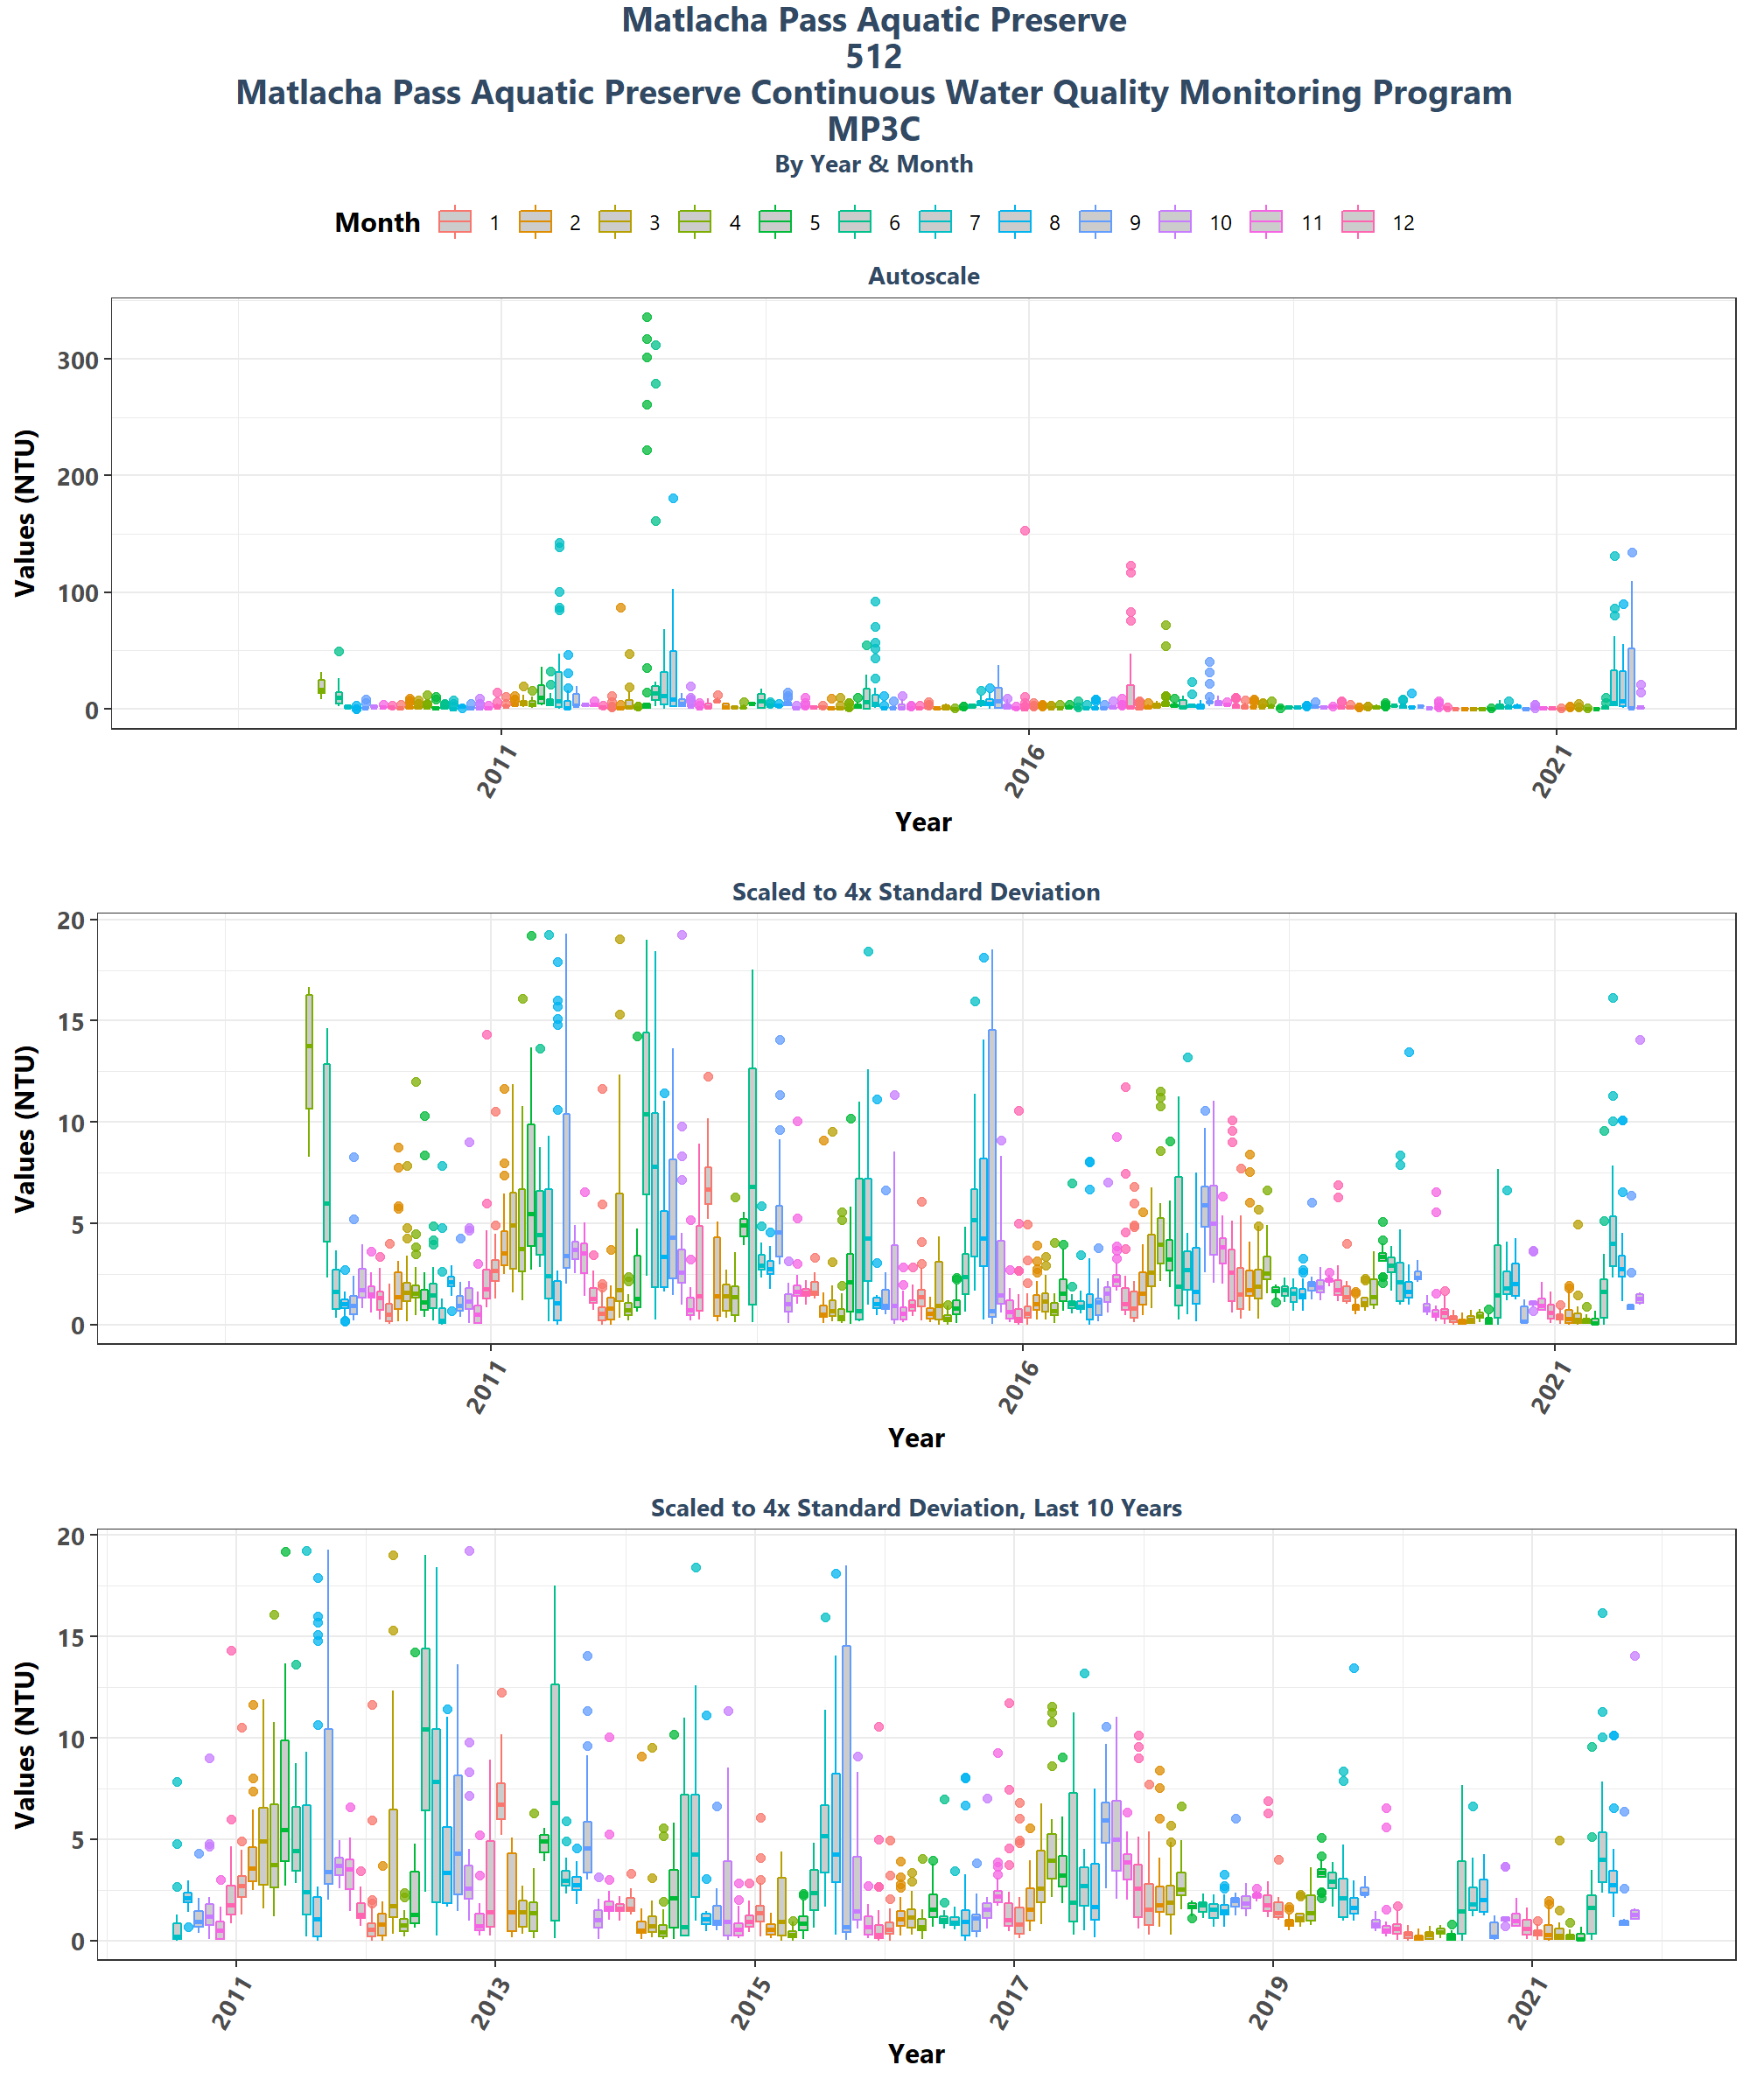 Matlacha Pass Aquatic Preserve
512
Matlacha Pass Aquatic Preserve Continuous Water Quality Monitoring Program
MP3C
By Year & Month
Month 1 2 3 4 5 6 7 8 9 10 11 12
Autoscale
Values (NTU)
300
200
100
0
2011 2016 2021
Year
Scaled to 4x Standard Deviation
Values (NTU)
20
15
10
5
0
2011 2016 2021
Year
Scaled to 4x Standard Deviation, Last 10 Years
Values (NTU)
20
15
10
5
0
2011 2013 2015 2017 2019 2021
Year